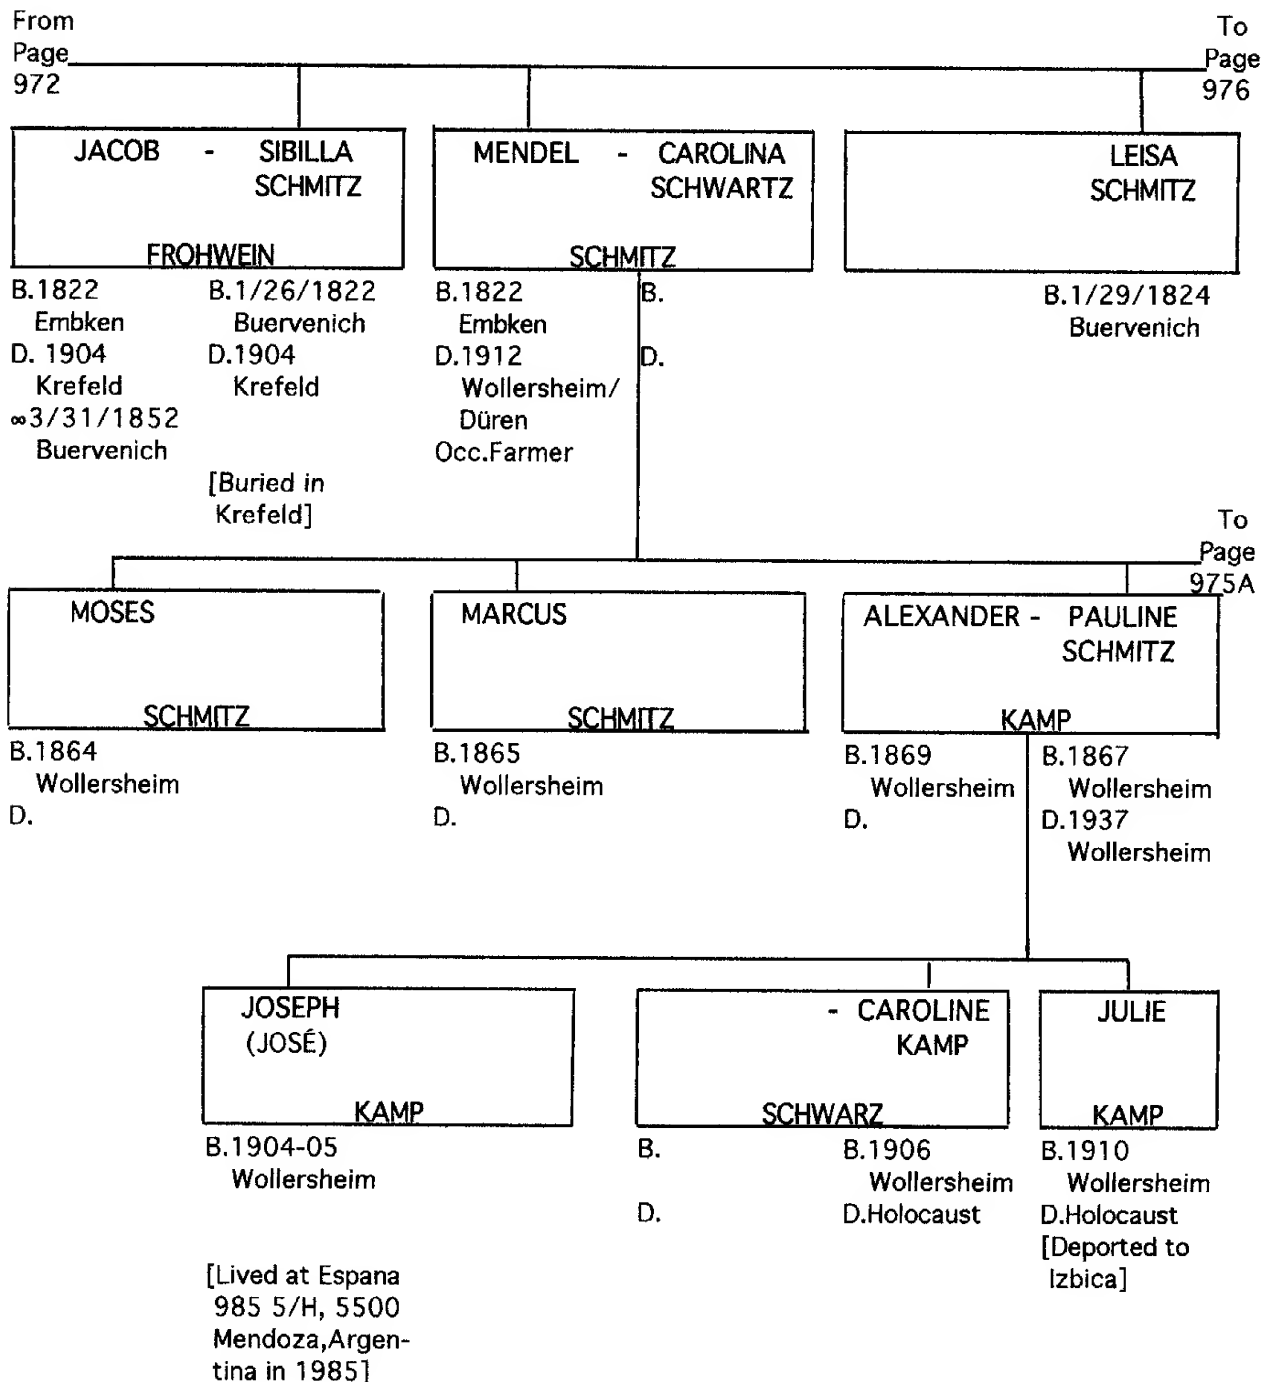 From
Page
972
To
Page
976
JACOB - SIBILLA
SCHMITZ
FROHWEIN
B.1822
Embken
D. 1904
Krefeld
∞3/31/1852
Buervenich
B.1/26/1822
Buervenich
D.1904
Krefeld
[Buried in
Krefeld]
MENDEL - CAROLINA
SCHWARTZ
SCHMITZ
B.1822
Embken
D.1912
Wollersheim/
Düren
Occ.Farmer
B.
D.
LEISA
SCHMITZ
B.1/29/1824
Buervenich
To
Page
975A
MOSES
SCHMITZ
B.1864
Wollersheim
D.
MARCUS
SCHMITZ
B.1865
Wollersheim
D.
ALEXANDER - PAULINE
SCHMITZ
KAMP
B.1869
Wollersheim
D.
B.1867
Wollersheim
D.1937
Wollersheim
JOSEPH
(JOSÉ)
KAMP
B.1904-05
Wollersheim
[Lived at Espana
985 5/H, 5500
Mendoza,Argen-
tina in 1985]
- CAROLINE
KAMP
SCHWARZ
B.
D.
B.1906
Wollersheim
D.Holocaust
JULIE
KAMP
B.1910
Wollersheim
D.Holocaust
[Deported to
Izbica]